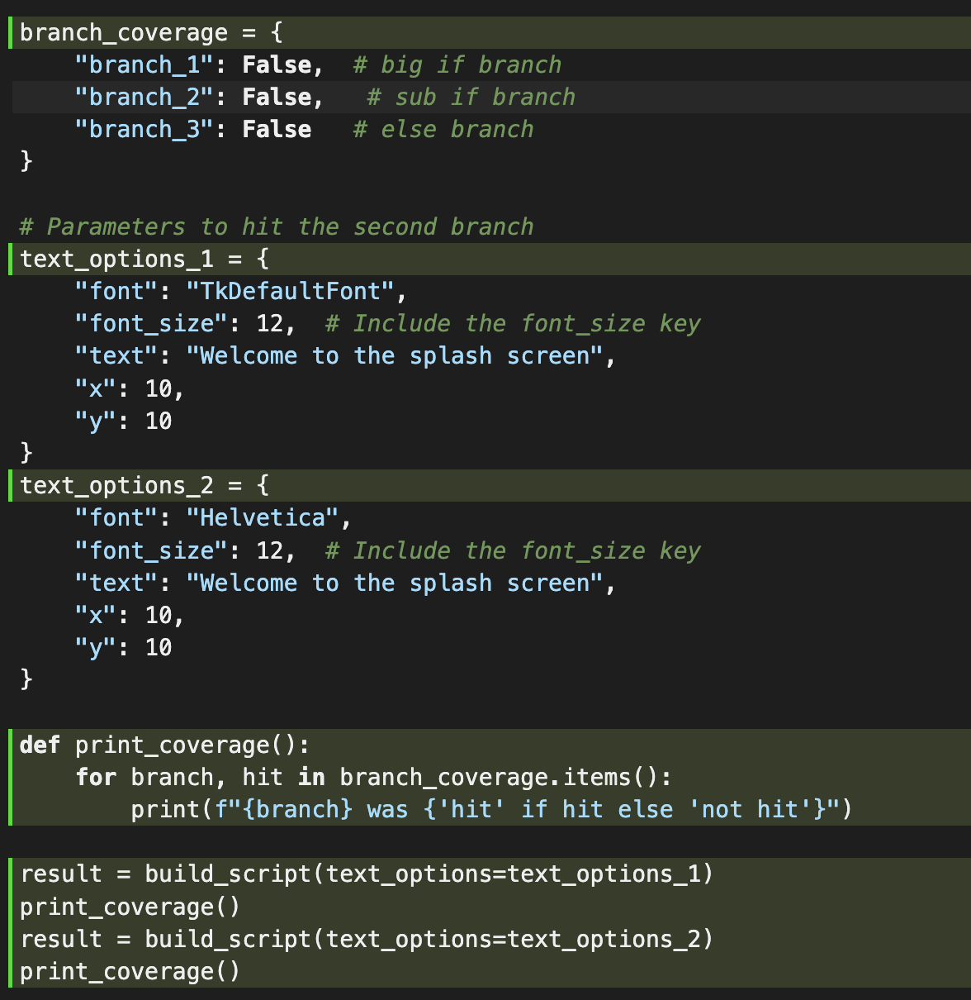 branch_coverage = {
    "branch_1": False,  # big if branch
    "branch_2": False,   # sub if branch
    "branch_3": False   # else branch
}

# Parameters to hit the second branch
text_options_1 = {
    "font": "TkDefaultFont",
    "font_size": 12,  # Include the font_size key
    "text": "Welcome to the splash screen",
    "x": 10,
    "y": 10
}
text_options_2 = {
    "font": "Helvetica",
    "font_size": 12,  # Include the font_size key
    "text": "Welcome to the splash screen",
    "x": 10,
    "y": 10
}

def print_coverage():
    for branch, hit in branch_coverage.items():
        print(f"{branch} was {'hit' if hit else 'not hit'}")

result = build_script(text_options=text_options_1)
print_coverage()
result = build_script(text_options=text_options_2)
print_coverage()